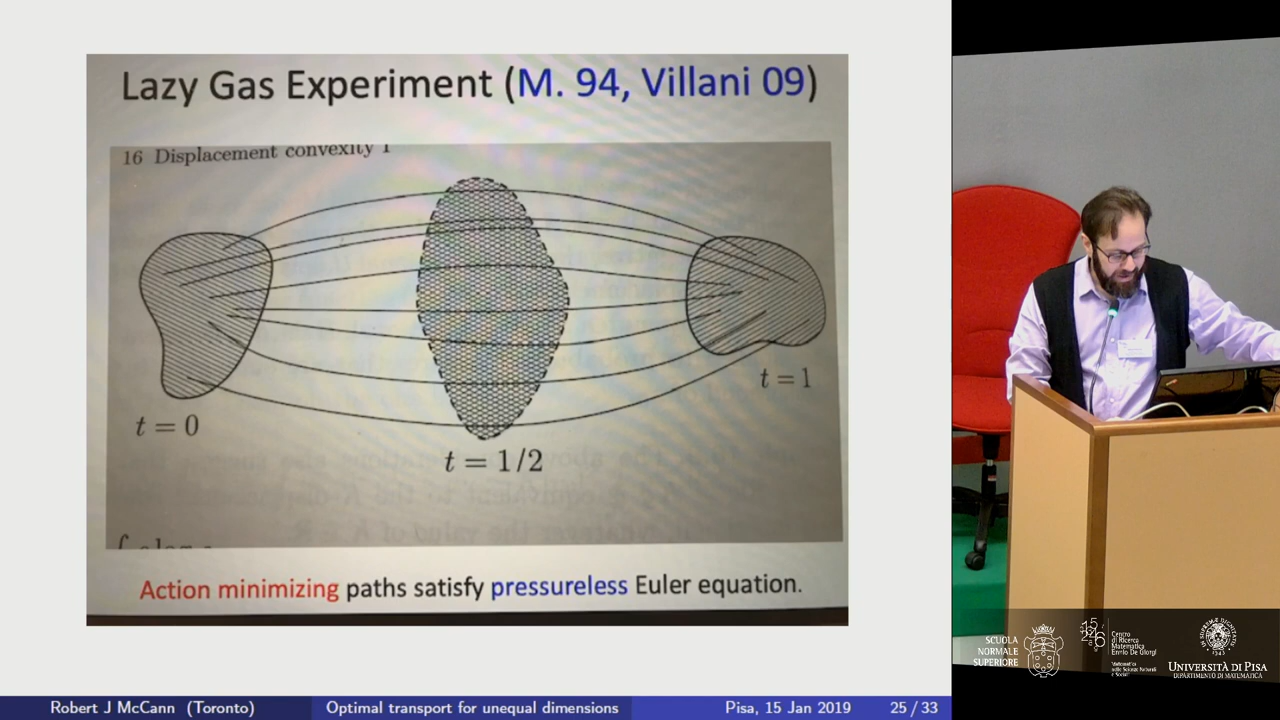 Lazy Gas Experiment (M. 94, Villani 09)
16 Displacement convexity I
t = 0
t = 1/2
t = 1
Action minimizing paths satisfy pressureless Euler equation.
Robert J McCann (Toronto)
Optimal transport for unequal dimensions
Pisa, 15 Jan 2019
25 / 33
SCUOLA
NORMALE
SUPERIORE
Centro
di Ricerca
Matematica
Ennio De Giorgi
UNIVERSITÀ DI PISA
DIPARTIMENTO DI MATEMATICA